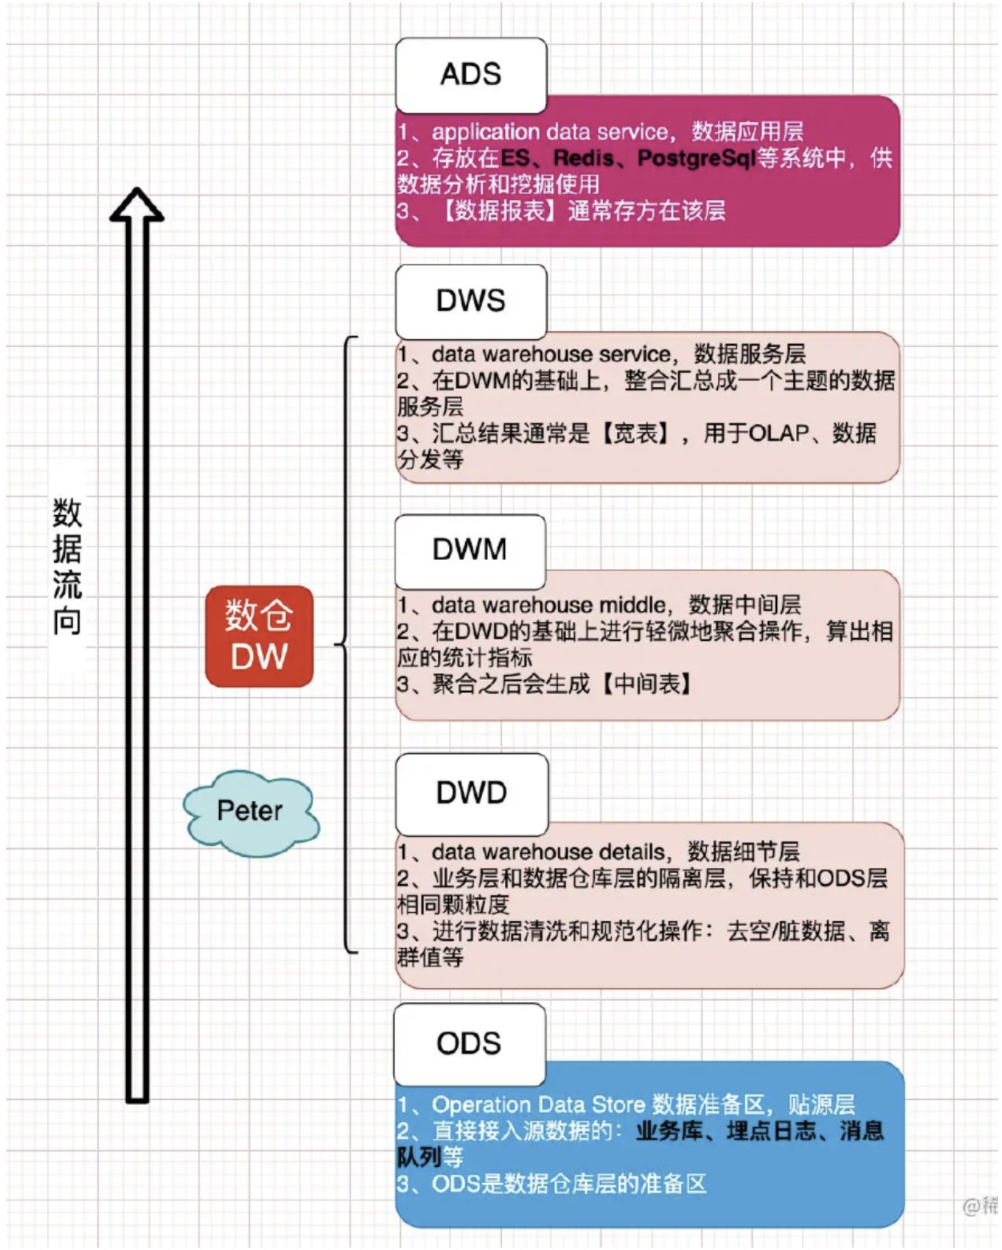 ADS
1、application data service，数据应用层
2、存放在ES、Redis、PostgreSql等系统中，供
数据分析和挖掘使用
3、【数据报表】通常存方在该层
DWS
1、data warehouse service，数据服务层
2、在DWM的基础上，整合汇总成一个主题的数据
服务层
3、汇总结果通常是【宽表】，用于OLAP、数据
分发等
数据流向
DWM
1、data warehouse middle，数据中间层
2、在DWD的基础上进行轻微地聚合操作，算出相
应的统计指标
3、聚合之后会生成【中间表】
数仓
DW
Peter
DWD
1、data warehouse details，数据细节层
2、业务层和数据仓库层的隔离层，保持和ODS层
相同颗粒度
3、进行数据清洗和规范化操作：去空/脏数据、离
群值等
ODS
1、Operation Data Store 数据准备区，贴源层
2、直接接入源数据的：业务库、埋点日志、消息
队列等
3、ODS是数据仓库层的准备区
@稀